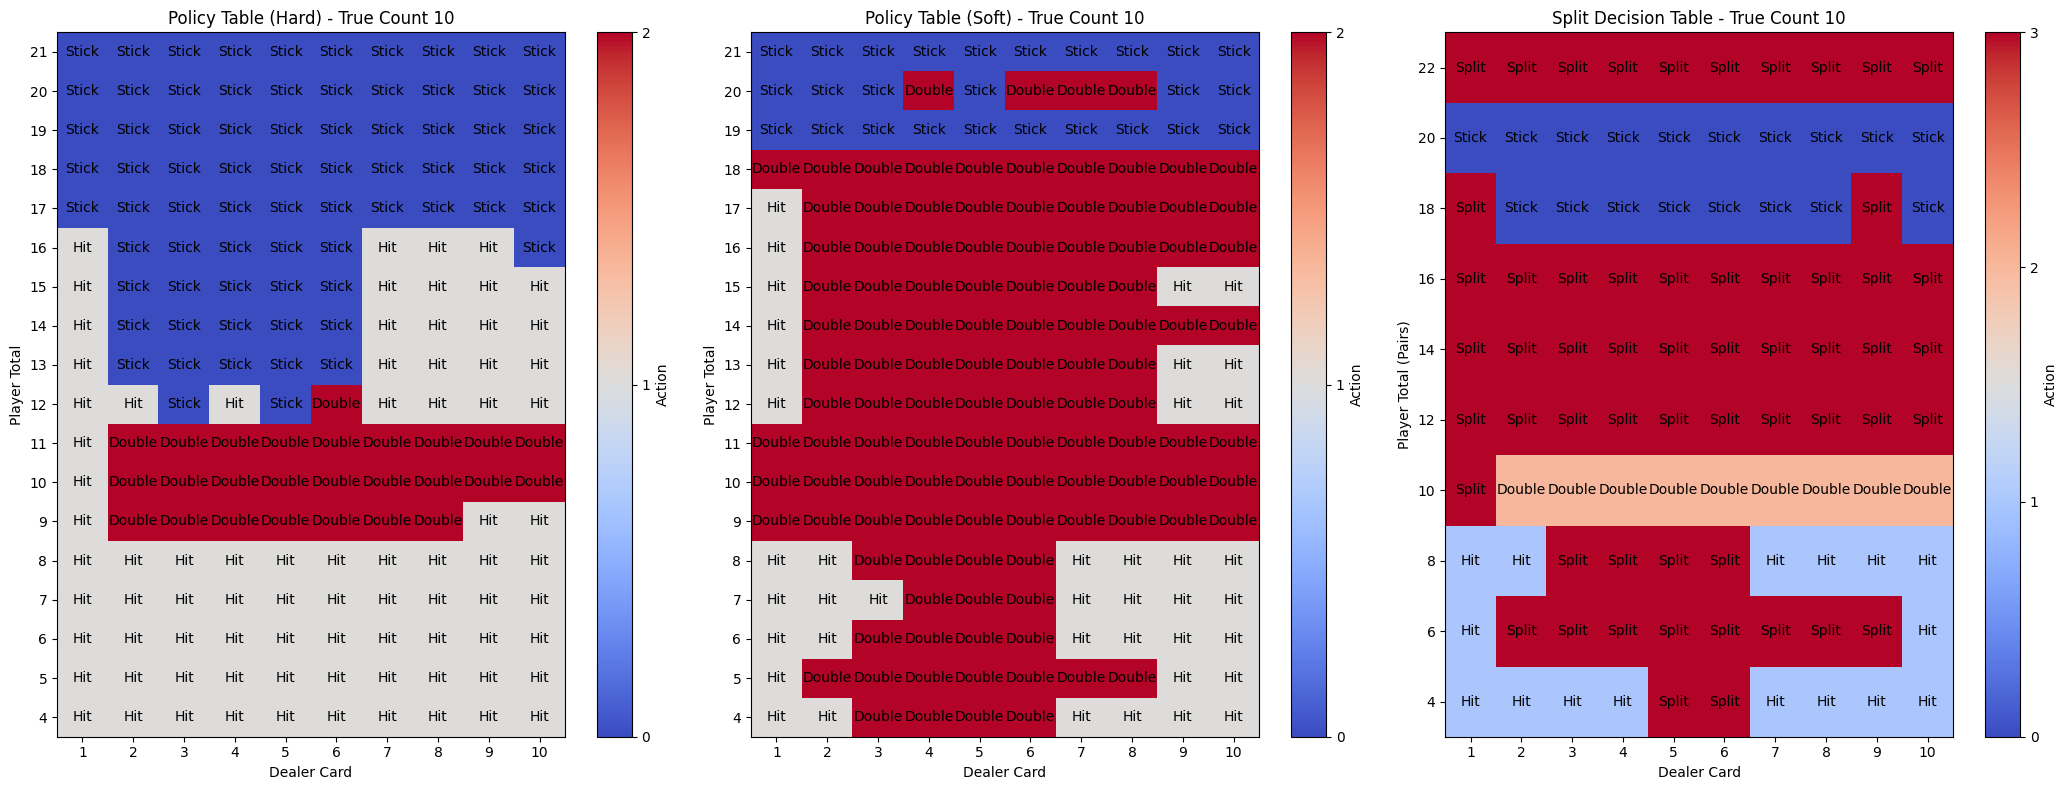 Policy Table (Hard) - True Count 10
Player Total
21 Stick Stick Stick Stick Stick Stick Stick Stick Stick Stick
20 Stick Stick Stick Stick Stick Stick Stick Stick Stick Stick
19 Stick Stick Stick Stick Stick Stick Stick Stick Stick Stick
18 Stick Stick Stick Stick Stick Stick Stick Stick Stick Stick
17 Stick Stick Stick Stick Stick Stick Stick Stick Stick Stick
16 Hit Stick Stick Stick Stick Stick Hit Hit Hit Stick
15 Hit Stick Stick Stick Stick Stick Hit Hit Hit Hit
14 Hit Stick Stick Stick Stick Stick Hit Hit Hit Hit
13 Hit Stick Stick Stick Stick Stick Hit Hit Hit Hit
12 Hit Hit Stick Hit Stick Double Hit Hit Hit Hit
11 Hit Double Double Double Double Double Double Double Double Double
10 Hit Double Double Double Double Double Double Double Double Double
9 Hit Double Double Double Double Double Double Double Hit Hit
8 Hit Hit Hit Hit Hit Hit Hit Hit Hit Hit
7 Hit Hit Hit Hit Hit Hit Hit Hit Hit Hit
6 Hit Hit Hit Hit Hit Hit Hit Hit Hit Hit
5 Hit Hit Hit Hit Hit Hit Hit Hit Hit Hit
4 Hit Hit Hit Hit Hit Hit Hit Hit Hit Hit
1 2 3 4 5 6 7 8 9 10
Dealer Card
2
1
0
Action
Policy Table (Soft) - True Count 10
Player Total
21 Stick Stick Stick Stick Stick Stick Stick Stick Stick Stick
20 Stick Stick Stick Double Stick Double Double Double Stick Stick
19 Stick Stick Stick Stick Stick Stick Stick Stick Stick Stick
18 Double Double Double Double Double Double Double Double Double Double
17 Hit Double Double Double Double Double Double Double Double Double
16 Hit Double Double Double Double Double Double Double Double Double
15 Hit Double Double Double Double Double Double Double Hit Hit
14 Hit Double Double Double Double Double Double Double Double Double
13 Hit Double Double Double Double Double Double Double Hit Hit
12 Hit Double Double Double Double Double Double Double Hit Hit
11 Double Double Double Double Double Double Double Double Double Double
10 Double Double Double Double Double Double Double Double Double Double
9 Double Double Double Double Double Double Double Double Double Double
8 Hit Hit Double Double Double Double Hit Hit Hit Hit
7 Hit Hit Hit Double Double Double Hit Hit Hit Hit
6 Hit Hit Double Double Double Double Hit Hit Hit Hit
5 Hit Double Double Double Double Double Double Double Hit Hit
4 Hit Hit Double Double Double Double Hit Hit Hit Hit
1 2 3 4 5 6 7 8 9 10
Dealer Card
2
1
0
Action
Split Decision Table - True Count 10
Player Total (Pairs)
22 Split Split Split Split Split Split Split Split Split Split
20 Stick Stick Stick Stick Stick Stick Stick Stick Stick Stick
18 Split Stick Stick Stick Stick Stick Stick Stick Split Stick
16 Split Split Split Split Split Split Split Split Split Split
14 Split Split Split Split Split Split Split Split Split Split
12 Split Split Split Split Split Split Split Split Split Split
10 Split Double Double Double Double Double Double Double Double Double
8 Hit Hit Split Split Split Split Hit Hit Hit Hit
6 Hit Split Split Split Split Split Split Split Split Hit
4 Hit Hit Hit Hit Split Split Hit Hit Hit Hit
1 2 3 4 5 6 7 8 9 10
Dealer Card
3
2
1
0
Action